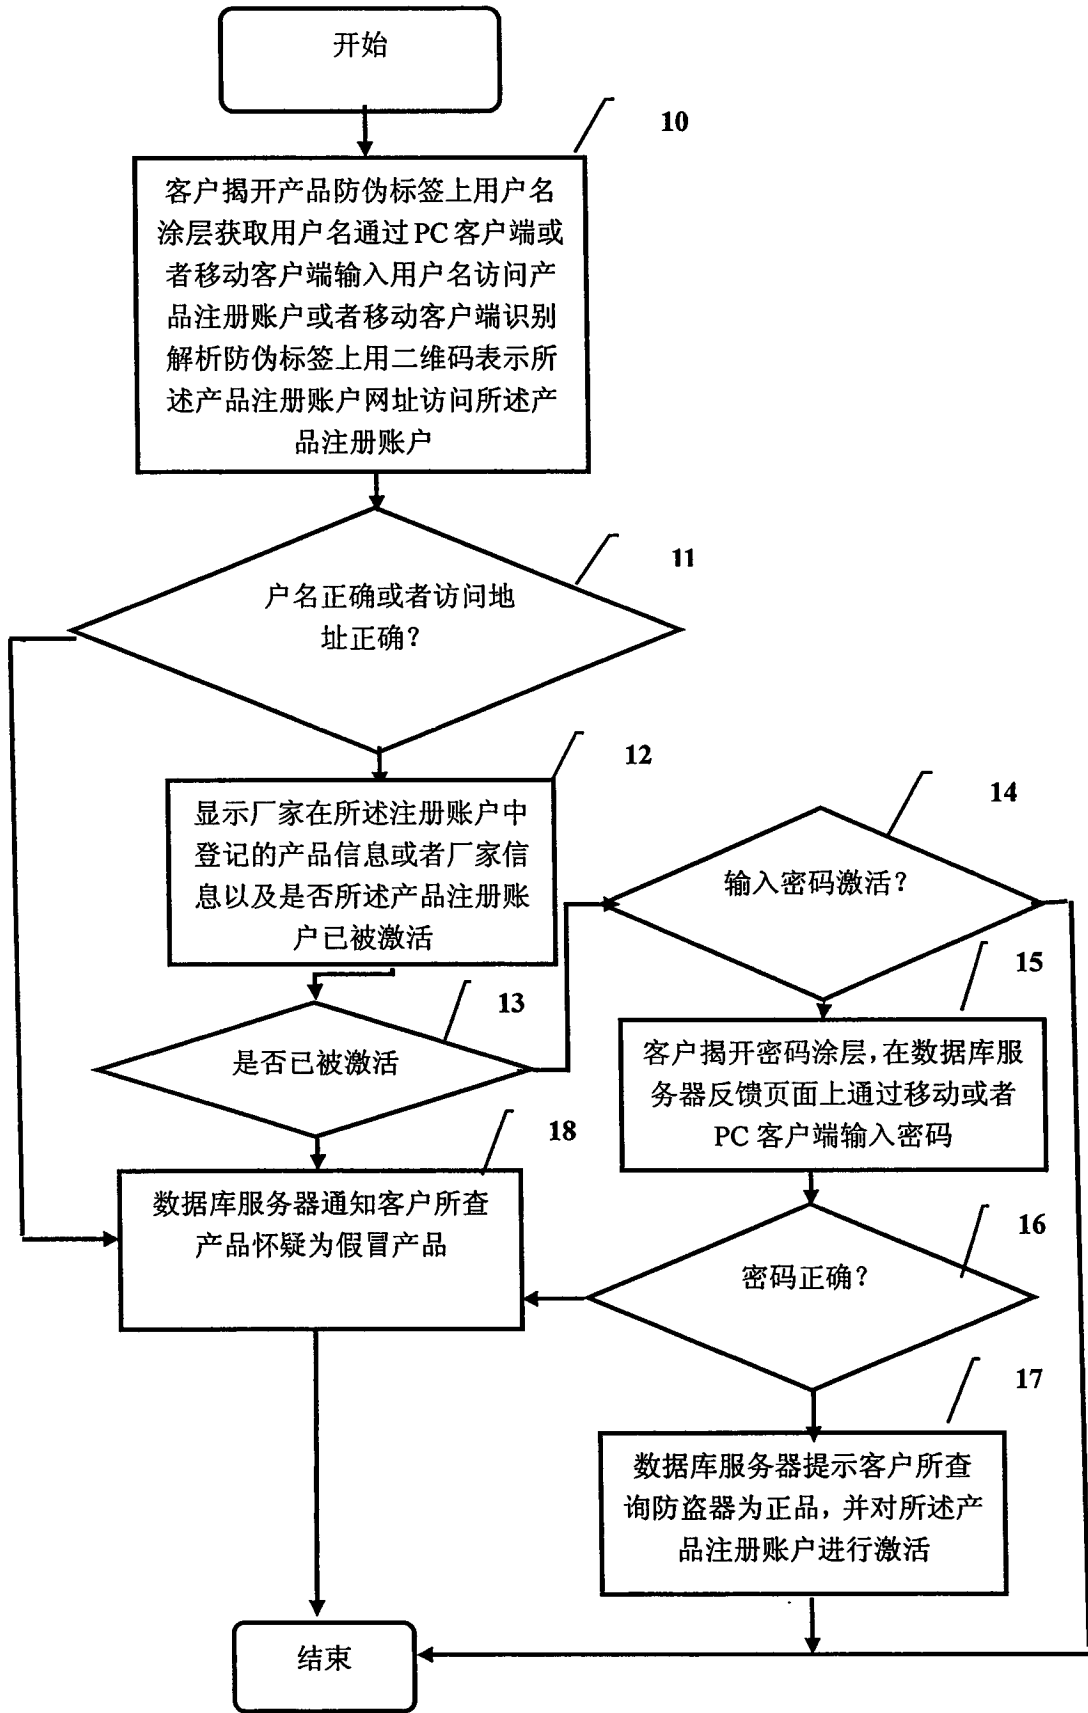 开始
10
客户揭开产品防伪标签上用户名
涂层获取用户名通过PC客户端或
者移动客户端输入用户名访问产
品注册账户或者移动客户端识别
解析防伪标签上用二维码表示所
述产品注册账户网址访问所述产
品注册账户
11
户名正确或者访问地
址正确？
12
显示厂家在所述注册账户中
登记的产品信息或者厂家信
息以及是否所述产品注册账
户已被激活
14
输入密码激活？
13
是否已被激活
15
客户揭开密码涂层，在数据库服
务器反馈页面上通过移动或者
PC客户端输入密码
18
数据库服务器通知客户所查
产品怀疑为假冒产品
16
密码正确？
17
数据库服务器提示客户所查
询防盗器为正品，并对所述产
品注册账户进行激活
结束